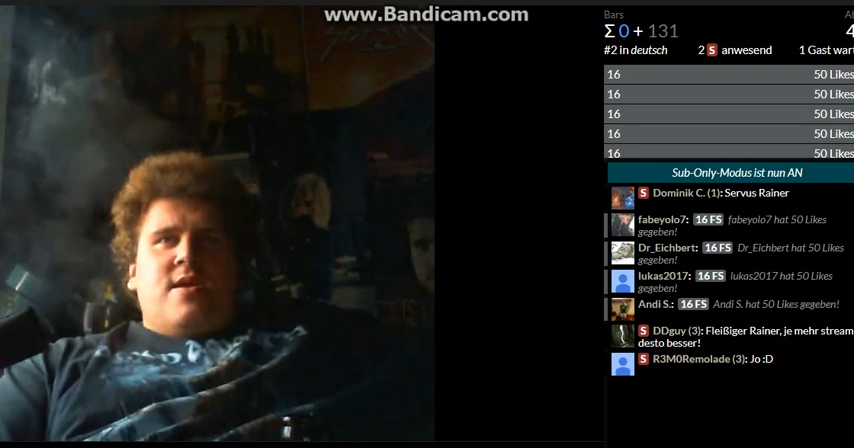 www.Bandicam.com
Bars
Σ 0 + 131
4
#2 in deutsch 2 S anwesend 1 Gast wart
16 50 Likes
16 50 Likes
16 50 Likes
16 50 Likes
16 50 Likes
Sub-Only-Modus ist nun AN
S Dominik C. (1): Servus Rainer
fabeyolo7: 16 FS fabeyolo7 hat 50 Likes
gegeben!
Dr_Eichbert: 16 FS Dr_Eichbert hat 50 Likes
gegeben!
lukas2017: 16 FS lukas2017 hat 50 Likes
gegeben!
Andi S.: 16 FS Andi S. hat 50 Likes gegeben!
S DDguy (3): Fleißiger Rainer, je mehr stream
desto besser!
S R3M0Remolade (3): Jo :D